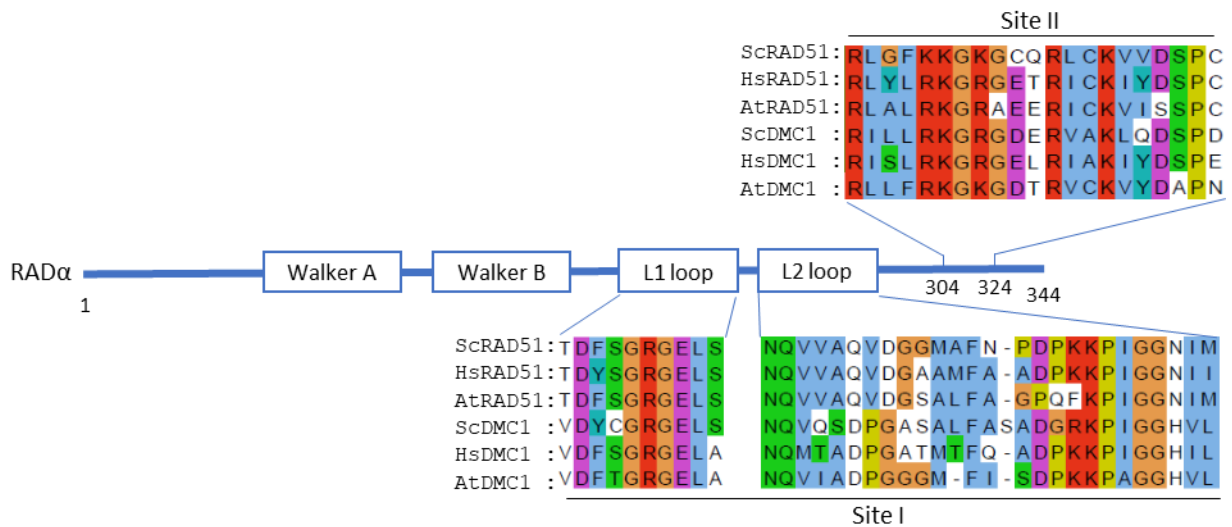 Site II
ScRAD51: RLGFKKGKGCQRLCKVVDSPC
HsRAD51: RLYLRKGRGETRICKIYDSPC
AtRAD51: RLALRKGRAEERICKVISSPC
ScDMC1 : RILLRKGRGDERVAKLQDSPD
HsDMC1 : RISLRKGRGELRIAKIYDSPE
AtDMC1 : RLLFRKGKGDTRVCKVYDAPN
RADα
Walker A
Walker B
L1 loop
L2 loop
1
304
324
344
ScRAD51: TDFSGRGELS NQVVAQVDGGMAFN-PDPKKPIGGNIM
HsRAD51: TDYSGRGELS NQVVAQVDGAAMFA-ADPKKPIGGNII
AtRAD51: TDFSGRGELS NQVVAQVDGSALFA-GPQFKPIGGNIM
ScDMC1 : VDYCGRGELS NQVQSDPGASALFASADGRKPIGGHVL
HsDMC1 : VDFSGRGELA NQMTADPGATMTFQ-ADPKKPIGGHIL
AtDMC1 : VDFTGRGELA NQVIADPGGGM-FI-SDPKKPAGGHVL
Site I